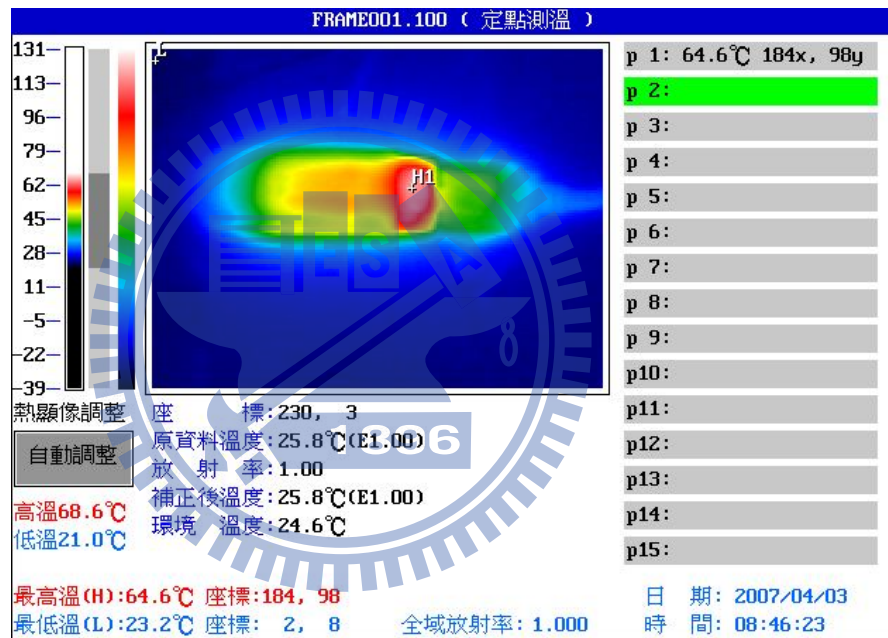 FRAME001.100 ( 定點測溫 )
131
113
96
79
62
45
28
11
-5
-22
-39
L
H1
p 1: 64.6℃ 184x, 98y
p 2:
p 3:
p 4:
p 5:
p 6:
p 7:
p 8:
p 9:
p10:
p11:
p12:
p13:
p14:
p15:
熱顯像調整
自動調整
高溫68.6℃
低溫21.0℃
座 標:230, 3
原資料溫度:25.8℃(E1.00)
放 射 率:1.00
補正後溫度:25.8℃(E1.00)
環境 溫度:24.6℃
ESA
1896
最高溫(H):64.6℃ 座標:184, 98
最低溫(L):23.2℃ 座標: 2, 8 全域放射率:1.000
日 期: 2007/04/03
時 間: 08:46:23